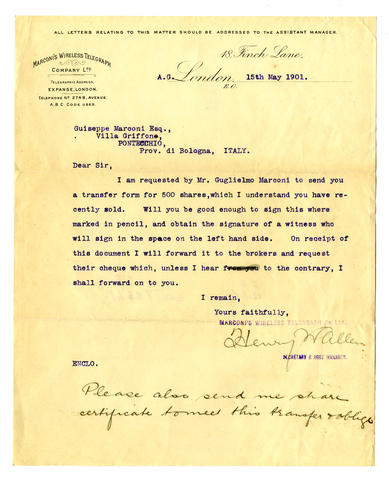 ALL LETTERS RELATING TO THIS MATTER SHOULD BE ADDRESSED TO THE ASSISTANT MANAGER.
MARCONI'S WIRELESS TELEGRAPH
COMPANY LTD
TELEGRAPHIC ADDRESS,
EXPANSE, LONDON.
TELEPHONE NO 2748, AVENUE.
A.B.C. CODE USED.
18, Finch Lane,
A.G. London, 15th May 1901.
E.C.
Guiseppe Marconi Esq.,
Villa Griffone,
PONTECCHIO,
Prov. di Bologna, ITALY.
Dear Sir,
I am requested by Mr. Guglielmo Marconi to send you
a transfer form for 500 shares,which I understand you have re-
cently sold. Will you be good enough to sign this where
marked in pencil, and obtain the signature of a witness who
will sign in the space on the left hand side. On receipt of
this document I will forward it to the brokers and request
their cheque which, unless I hear to the contrary, I
shall forward on to you.
I remain,
Yours faithfully,
MARCONI'S WIRELESS TELEGRAPH CO. LTD.
Henry W Allen
SECRETARY & ASST MANAGER.
ENCLO.
Please also send me share
certificate to meet this transfer & oblige